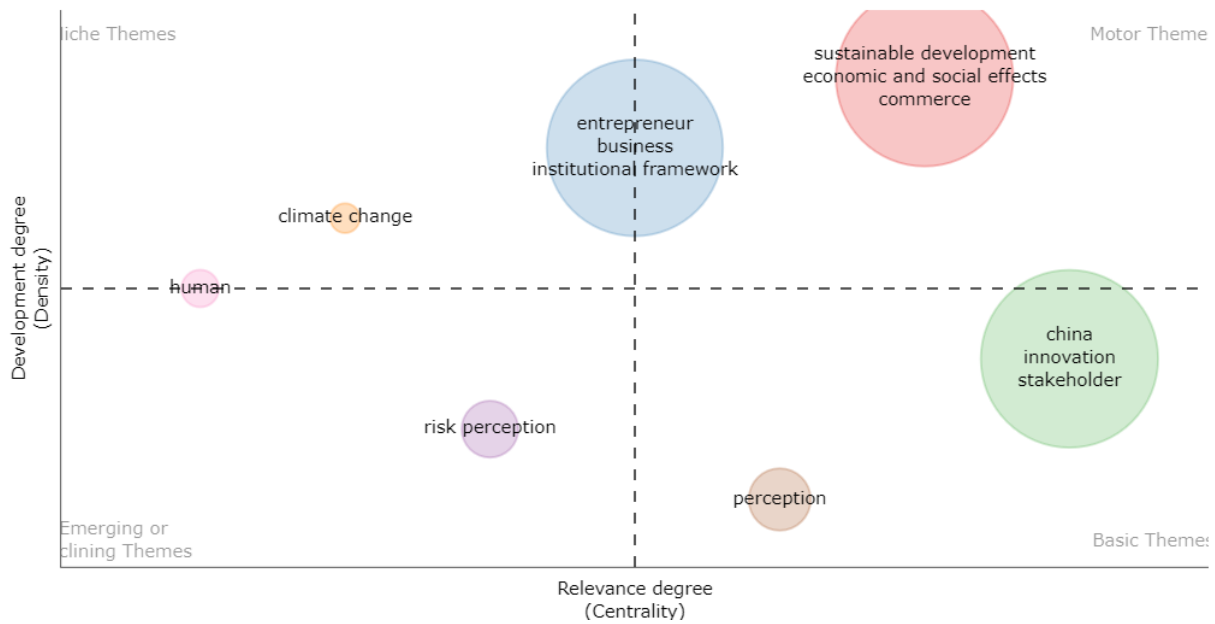 liche Themes
Motor Theme
sustainable development
economic and social effects
commerce
entrepreneur
business
institutional framework
climate change
human
Development degree
(Density)
china
innovation
stakeholder
risk perception
perception
Emerging or
clining Themes
Basic Themes
Relevance degree
(Centrality)